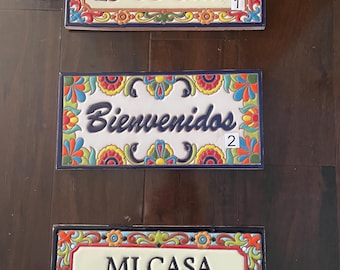 1
Bienvenidos
2
MI CASA